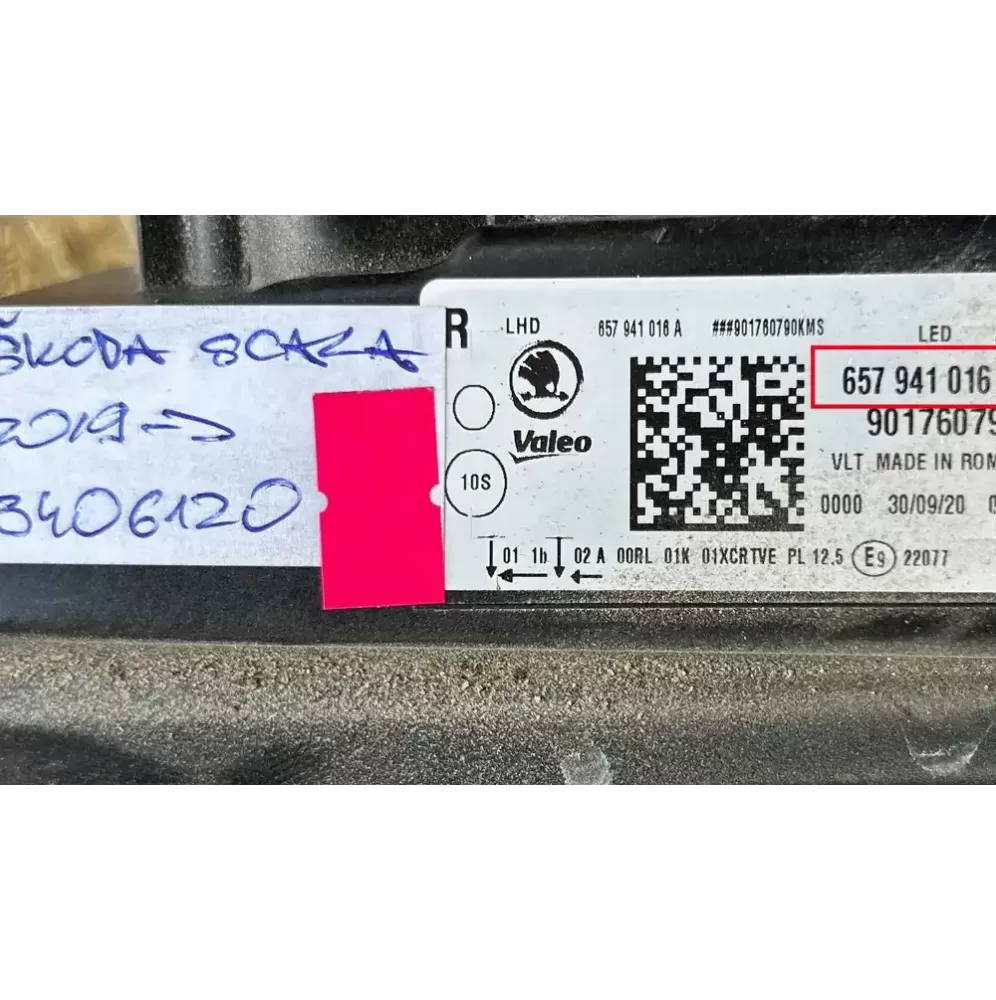 ŠKODA SCALA
2019->
3406120
R
LHD
657 941 016 A ###901760790KMS
LED
657 941 016
90176079
Valeo
VLT MADE IN ROM
10S
0000 30/09/20
01 1b 02 A 00RL 01K 01XCRTVE PL 12.5 E9 22077